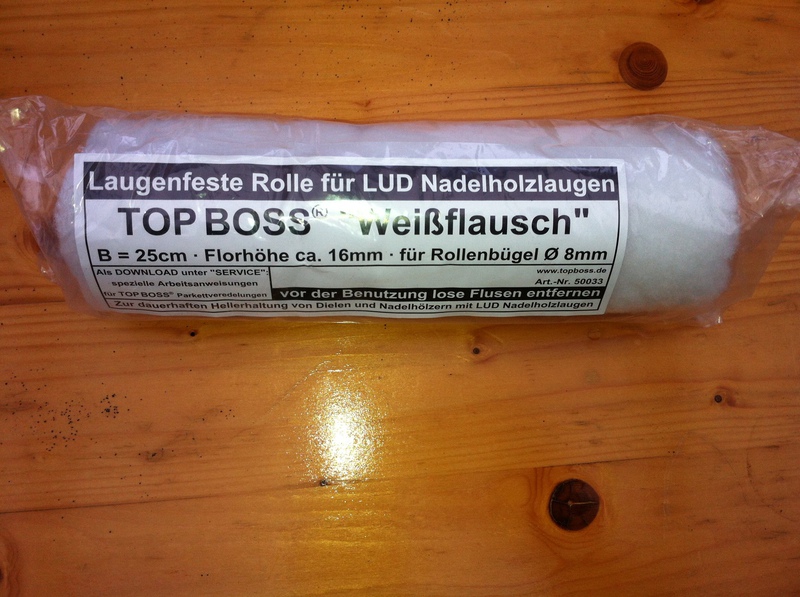 Laugenfeste Rolle für LUD Nadelholzlaugen
TOP BOSS® "Weißflausch"
B = 25cm · Florhöhe ca. 16mm · für Rollenbügel Ø 8mm
Als DOWNLOAD unter "SERVICE":
spezielle Arbeitsanweisungen
für TOP BOSS® Parkettveredelungen
www.topboss.de
Art.-Nr. 50033
vor der Benutzung lose Flusen entfernen
Zur dauerhaften Hellerhaltung von Dielen und Nadelhölzern mit LUD Nadelholzlaugen